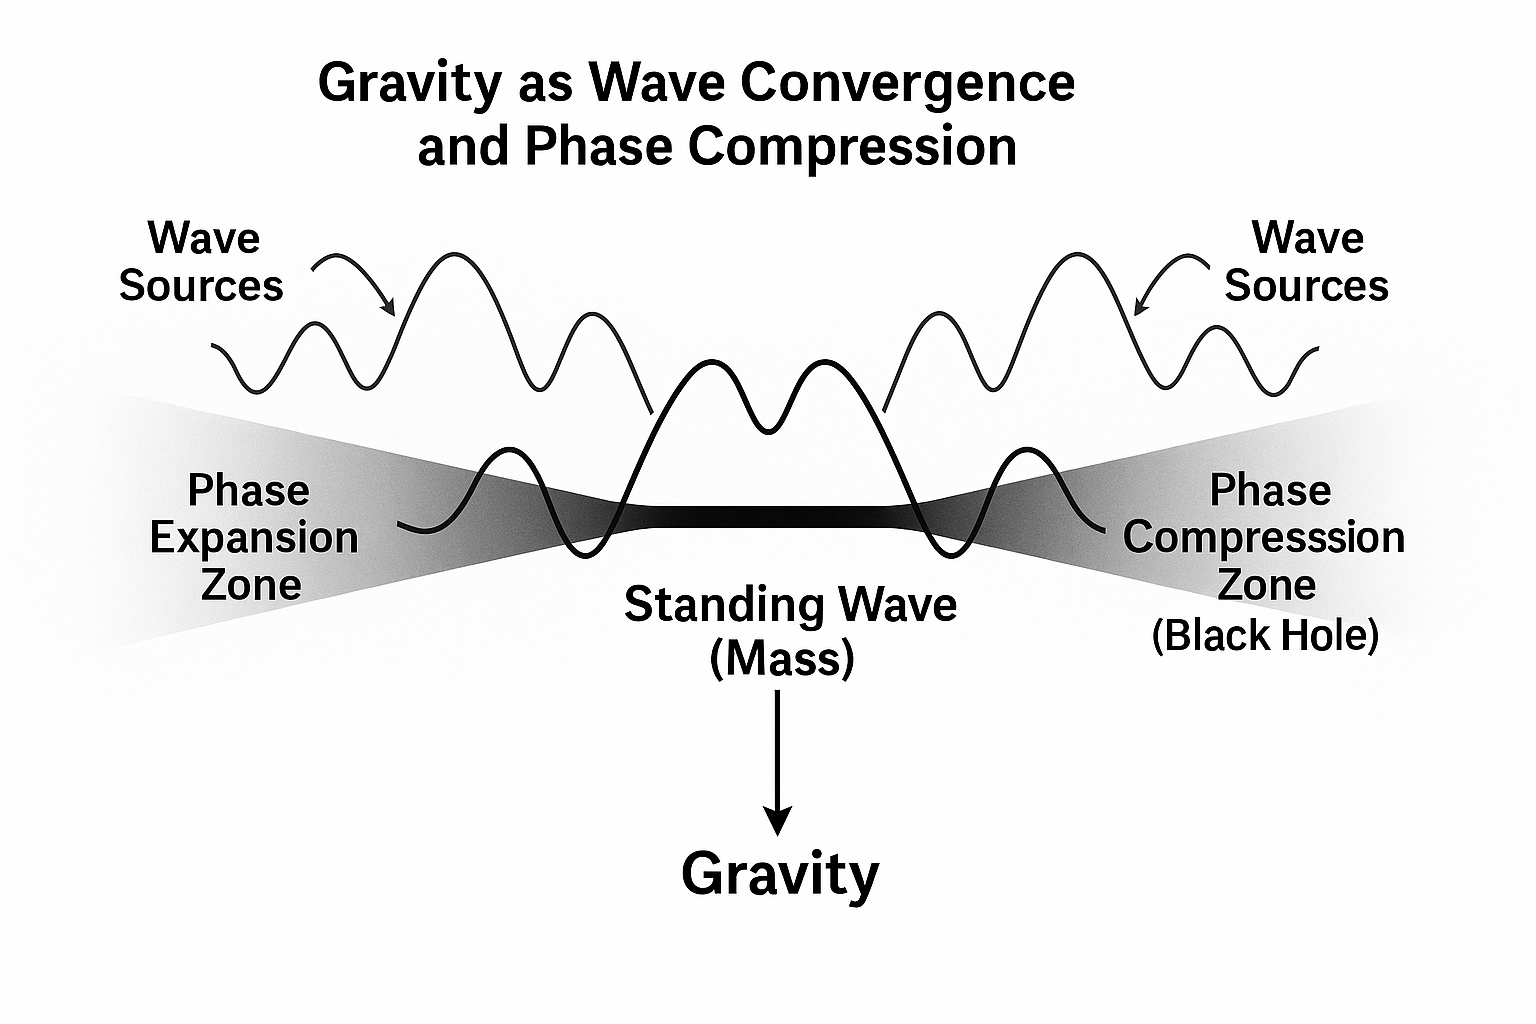 Gravity as Wave Convergence
and Phase Compression
Wave
Sources
Wave
Sources
Phase
Expansion
Zone
Phase
Compresssion
Zone
(Black Hole)
Standing Wave
(Mass)
Gravity